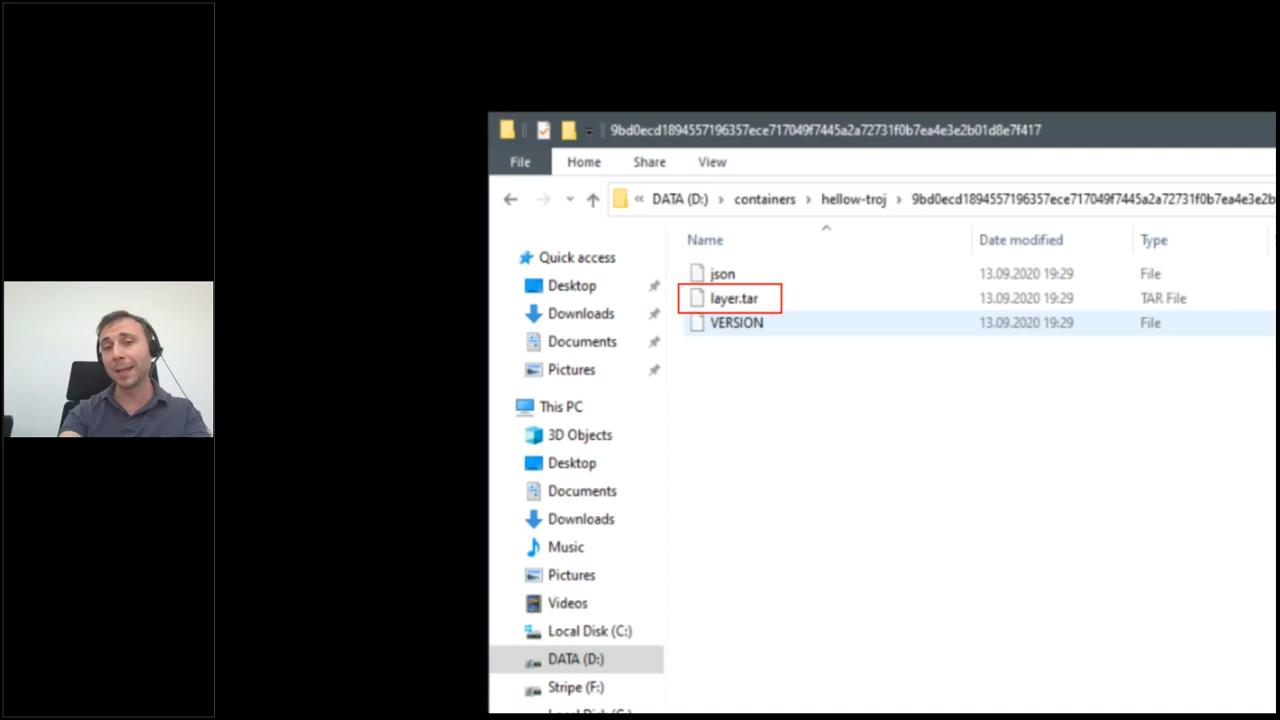 9bd0ecd1894557196357ece717049f7445a2a72731f0b7ea4e3e2b01d8e7f417
File Home Share View
« DATA (D:) › containers › hellow-troj › 9bd0ecd1894557196357ece717049f7445a2a72731f0b7ea4e3e2b
Name Date modified Type
Quick access
Desktop
Downloads
Documents
Pictures
This PC
3D Objects
Desktop
Documents
Downloads
Music
Pictures
Videos
Local Disk (C:)
DATA (D:)
Stripe (F:)
json 13.09.2020 19:29 File
layer.tar 13.09.2020 19:29 TAR File
VERSION 13.09.2020 19:29 File